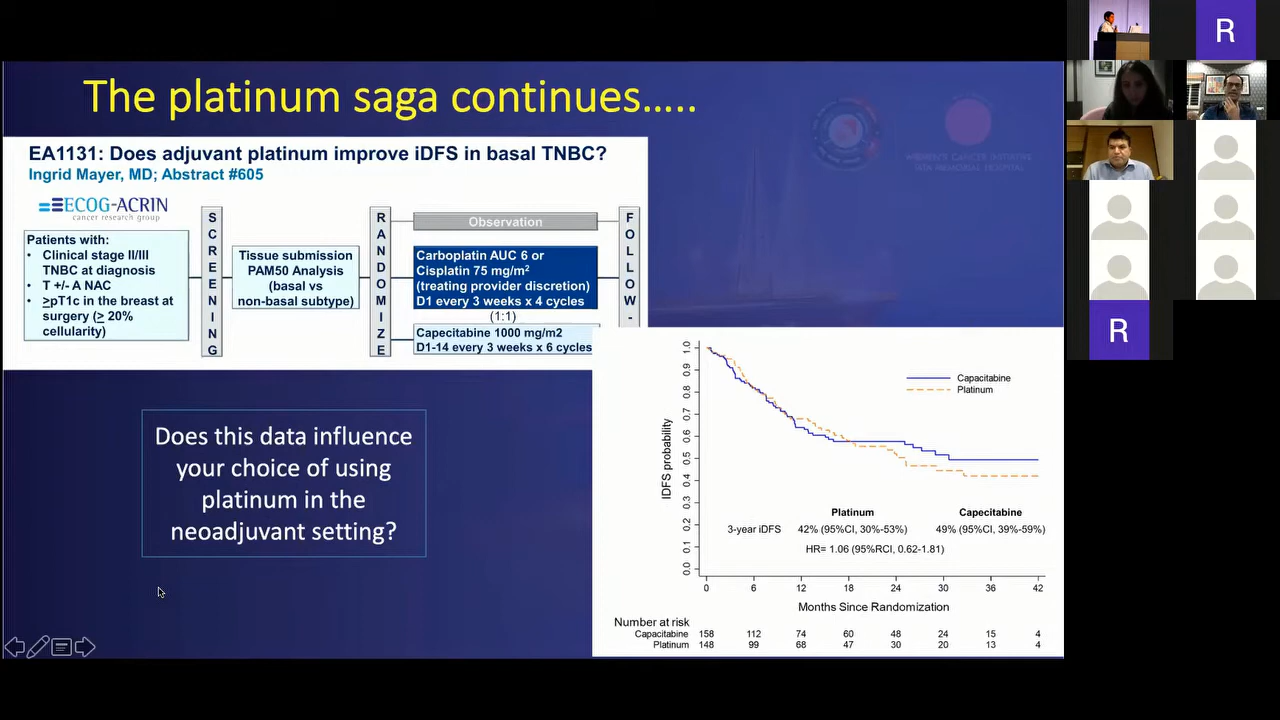 The platinum saga continues.....
EA1131: Does adjuvant platinum improve iDFS in basal TNBC?
Ingrid Mayer, MD; Abstract #605
ECOG-ACRIN
cancer research group
Patients with:
• Clinical stage II/III
TNBC at diagnosis
• T +/- A NAC
• ≥pT1c in the breast at
surgery (≥ 20%
cellularity)
SCREENING
Tissue submission
PAM50 Analysis
(basal vs
non-basal subtype)
RANDOMIZE
Observation
Carboplatin AUC 6 or
Cisplatin 75 mg/m²
(treating provider discretion)
D1 every 3 weeks x 4 cycles
(1:1)
Capecitabine 1000 mg/m2
D1-14 every 3 weeks x 6 cycles
FOLLOW-
Does this data influence
your choice of using
platinum in the
neoadjuvant setting?
IDFS probability
1.0
0.9
0.8
0.7
0.6
0.5
0.4
0.3
0.2
0.1
0.0
Capacitabine
Platinum
Platinum Capecitabine
3-year iDFS 42% (95%CI, 30%-53%) 49% (95%CI, 39%-59%)
HR= 1.06 (95%RCI, 0.62-1.81)
0 6 12 18 24 30 36 42
Months Since Randomization
Number at risk
Capacitabine 158 112 74 60 48 24 15 4
Platinum 148 99 68 47 30 20 13 4
R
R